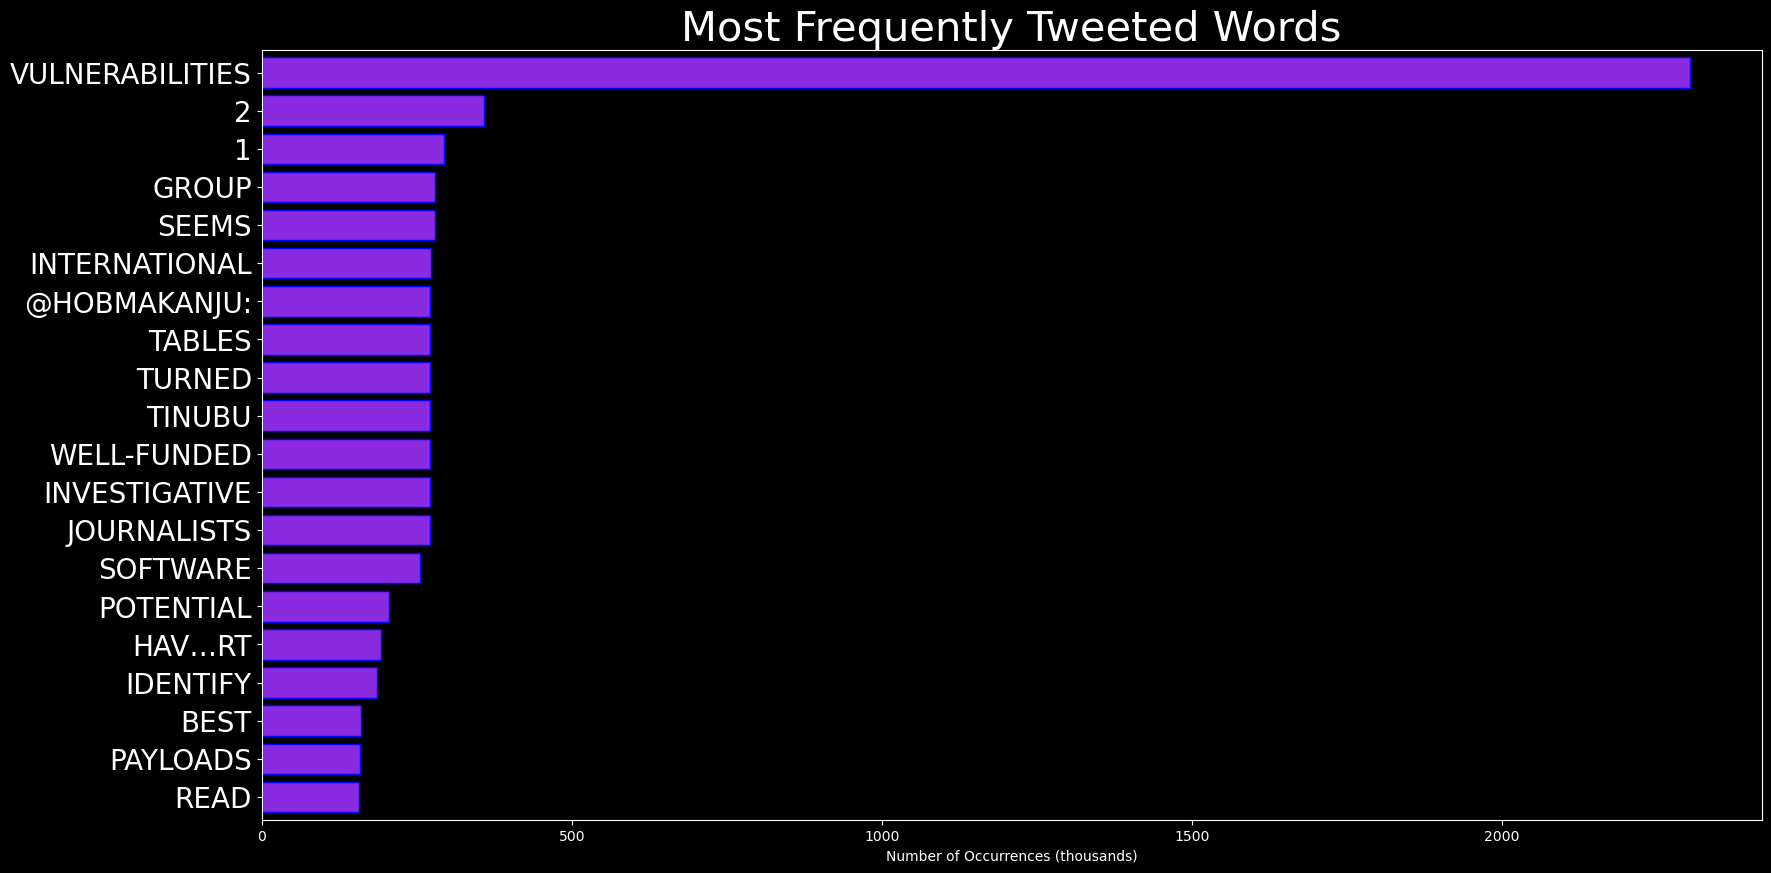 Most Frequently Tweeted Words
VULNERABILITIES
2
1
GROUP
SEEMS
INTERNATIONAL
@HOBMAKANJU:
TABLES
TURNED
TINUBU
WELL-FUNDED
INVESTIGATIVE
JOURNALISTS
SOFTWARE
POTENTIAL
HAV…RT
IDENTIFY
BEST
PAYLOADS
READ
0 500 1000 1500 2000
Number of Occurrences (thousands)